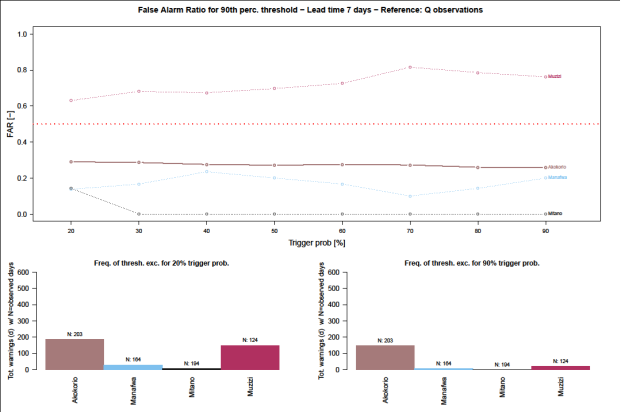 False Alarm Ratio for 90th perc. threshold − Lead time 7 days − Reference: Q observations
1.0
0.8
0.6
0.4
0.2
0.0
FAR [−]
Muzizi
Akokorio
Manafwa
Mitano
20 30 40 50 60 70 80 90
Trigger prob [%]
Freq. of thresh. exc. for 20% trigger prob.
Tot. warnings (d) w/ N=observed days
600
500
400
300
200
100
0
N: 203
N: 164
N: 194
N: 124
Akokorio
Manafwa
Mitano
Muzizi
Freq. of thresh. exc. for 90% trigger prob.
Tot. warnings (d) w/ N=observed days
600
500
400
300
200
100
0
N: 203
N: 164
N: 194
N: 124
Akokorio
Manafwa
Mitano
Muzizi